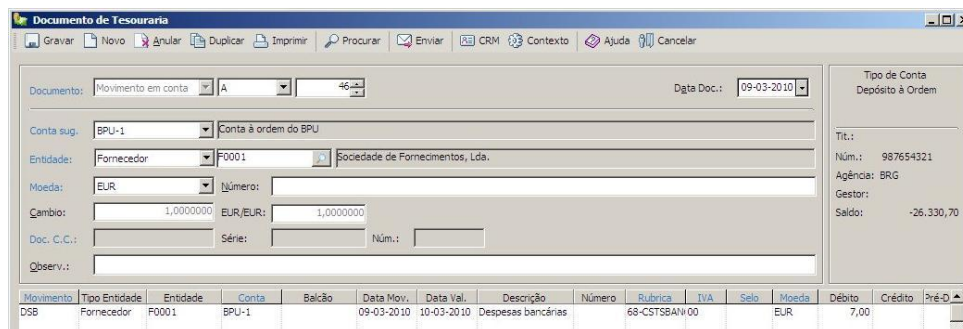 Documento de Tesouraria
Gravar Novo Anular Duplicar Imprimir Procurar Enviar CRM Contexto Ajuda Cancelar
Documento: Movimento em conta A 46 Data Doc.: 09-03-2010
Tipo de Conta
Depósito à Ordem
Conta sug. BPU-1 Conta à ordem do BPU
Tit.:
Entidade: Fornecedor F0001 Sociedade de Fornecimentos, Lda.
Núm.: 987654321
Agência: BRG
Moeda: EUR Número:
Gestor:
Cambio: 1,0000000 EUR/EUR: 1,0000000
Saldo: -26.330,70
Doc. C.C.: Série: Núm.:
Observ.:
Movimento Tipo Entidade Entidade Conta Balcão Data Mov. Data Val. Descrição Número Rubrica IVA Selo Moeda Débito Crédito Pré-D
DSB Fornecedor F0001 BPU-1 09-03-2010 10-03-2010 Despesas bancárias 68-CSTSBAN 00 EUR 7,00